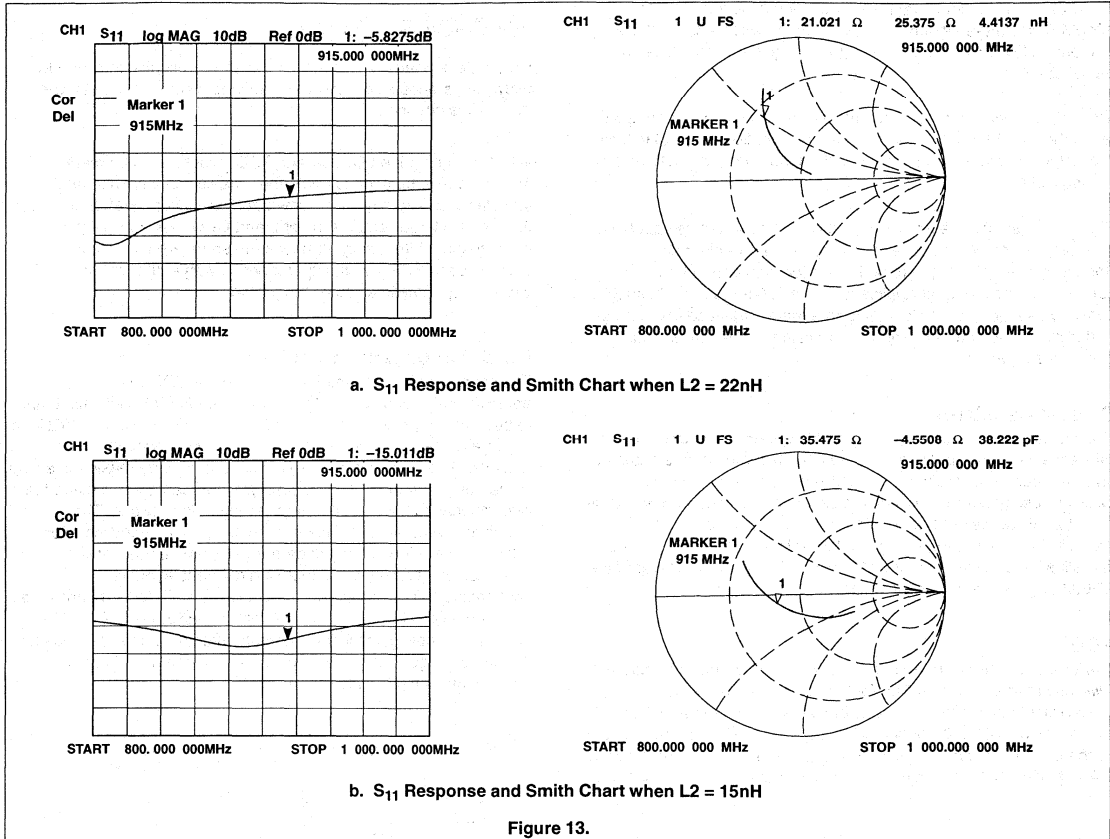 CH1 S11 log MAG 10dB Ref 0dB 1: –5.8275dB
915.000 000MHz
Cor
Del
Marker 1
915MHz
1
START 800. 000 000MHz STOP 1 000. 000 000MHz
CH1 S11 1 U FS 1: 21.021 Ω 25.375 Ω 4.4137 nH
915.000 000 MHz
1
MARKER 1
915 MHz
START 800.000 000 MHz STOP 1 000.000 000 MHz
a. S11 Response and Smith Chart when L2 = 22nH
CH1 S11 log MAG 10dB Ref 0dB 1: –15.011dB
915.000 000MHz
Cor
Del
Marker 1
915MHz
1
START 800. 000 000MHz STOP 1 000. 000 000MHz
CH1 S11 1 U FS 1: 35.475 Ω –4.5508 Ω 38.222 pF
915.000 000 MHz
MARKER 1
915 MHz
1
START 800.000 000 MHz STOP 1 000.000 000 MHz
b. S11 Response and Smith Chart when L2 = 15nH
Figure 13.